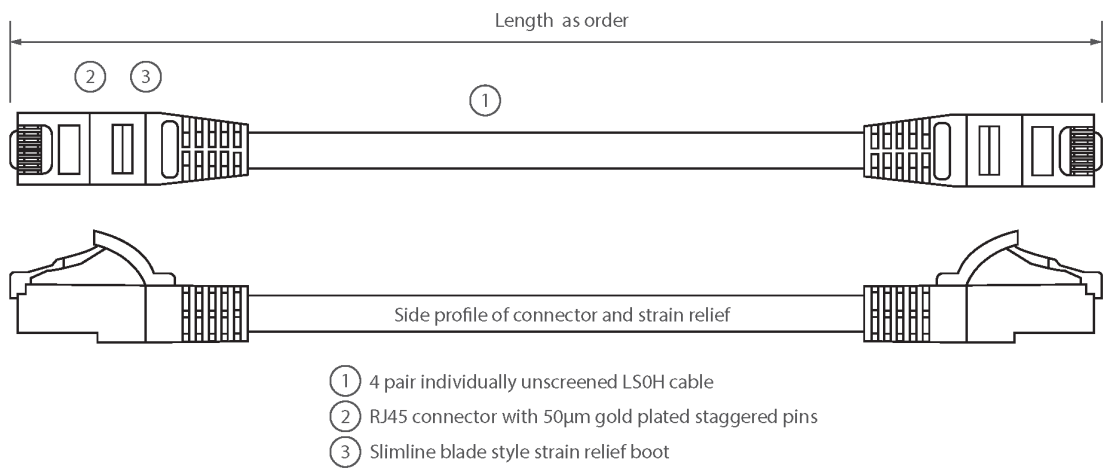 Length as order
2 3
1
Side profile of connector and strain relief
1 4 pair individually unscreened LS0H cable
2 RJ45 connector with 50μm gold plated staggered pins
3 Slimline blade style strain relief boot